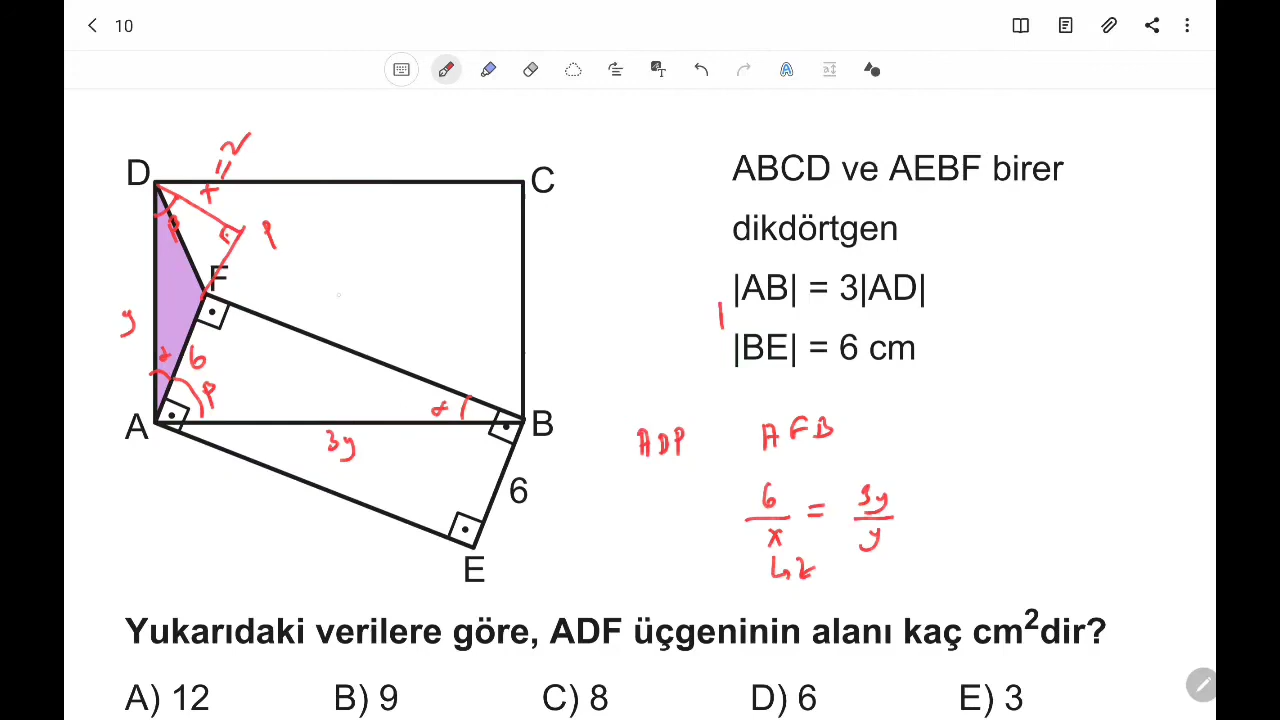 10
D
x = 2
C
β
P
F
y
α
6
β
α
A
B
3y
6
E
ABCD ve AEBF birer
dikdörtgen
|AB| = 3|AD|
|BE| = 6 cm
ADP AFB
6/x = 3y/y
Yukarıdaki verilere göre, ADF üçgeninin alanı kaç cm²dir?
A) 12 B) 9 C) 8 D) 6 E) 3